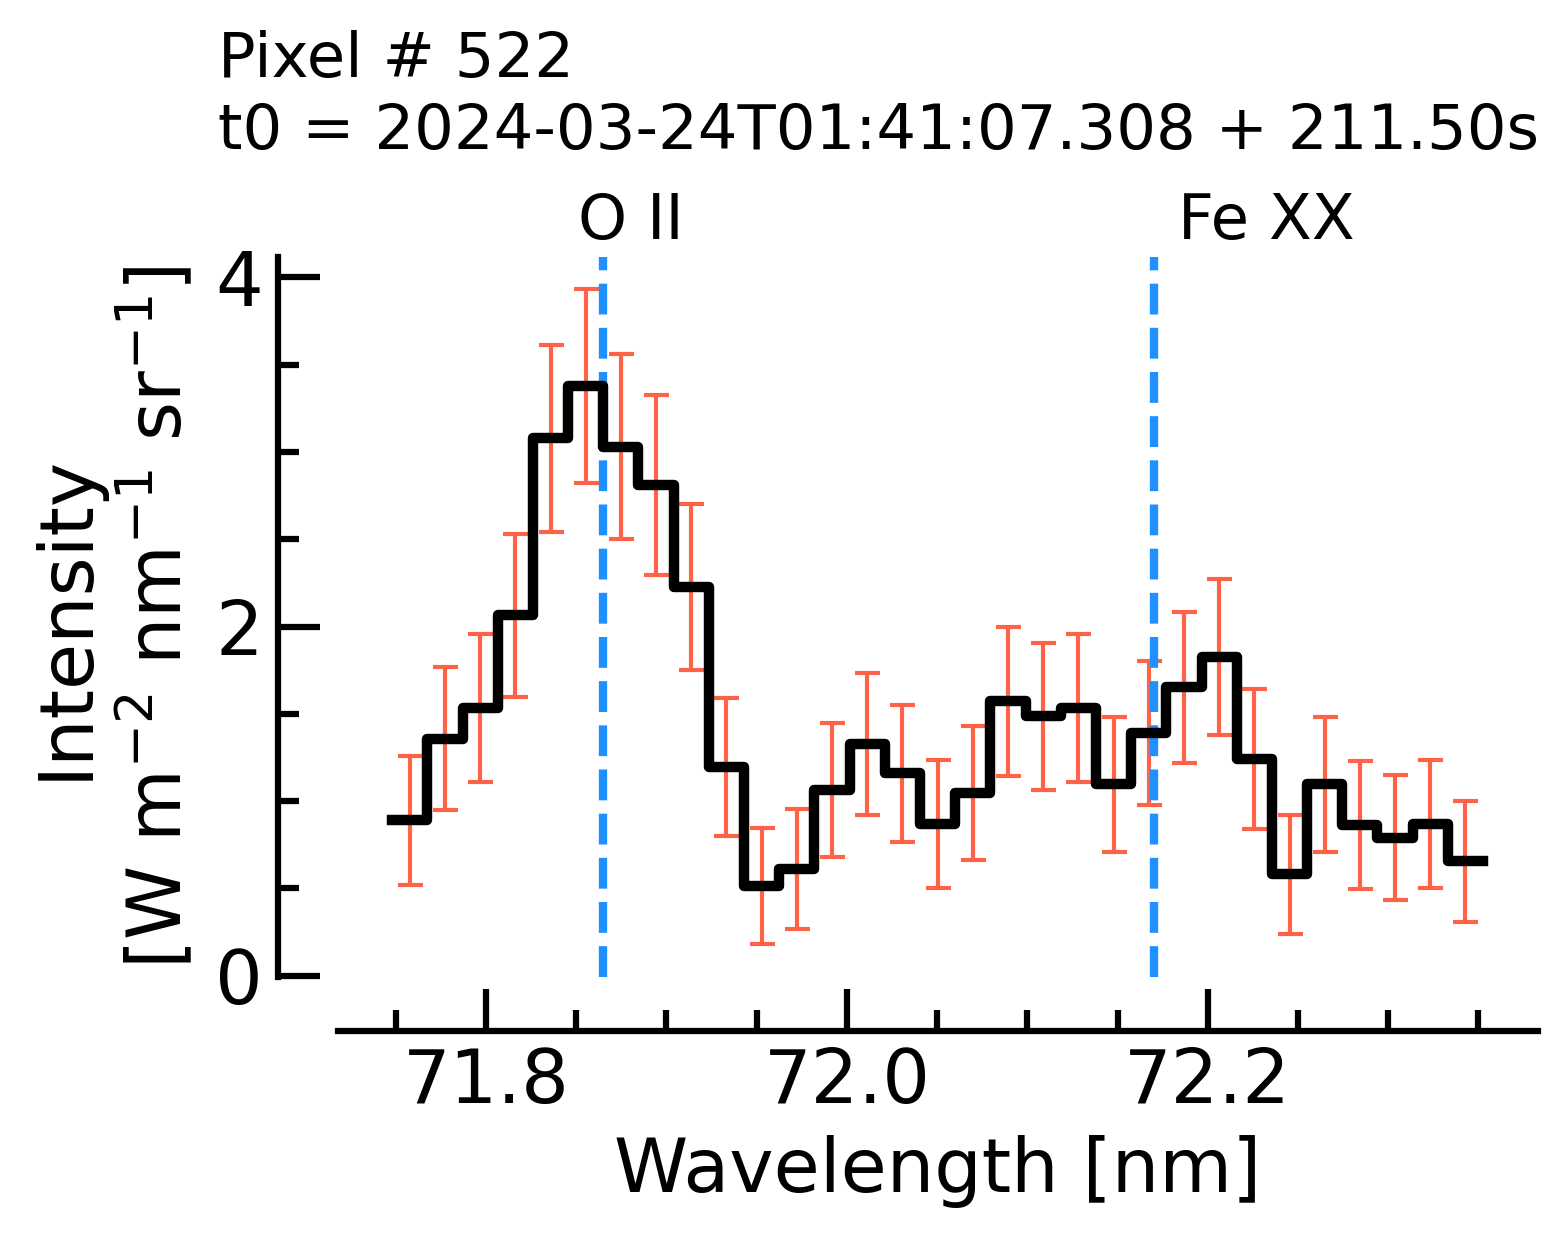 Pixel # 522
t0 = 2024-03-24T01:41:07.308 + 211.50s
O II
Fe XX
Intensity
[W m⁻² nm⁻¹ sr⁻¹]
4
2
0
71.8
72.0
72.2
Wavelength [nm]